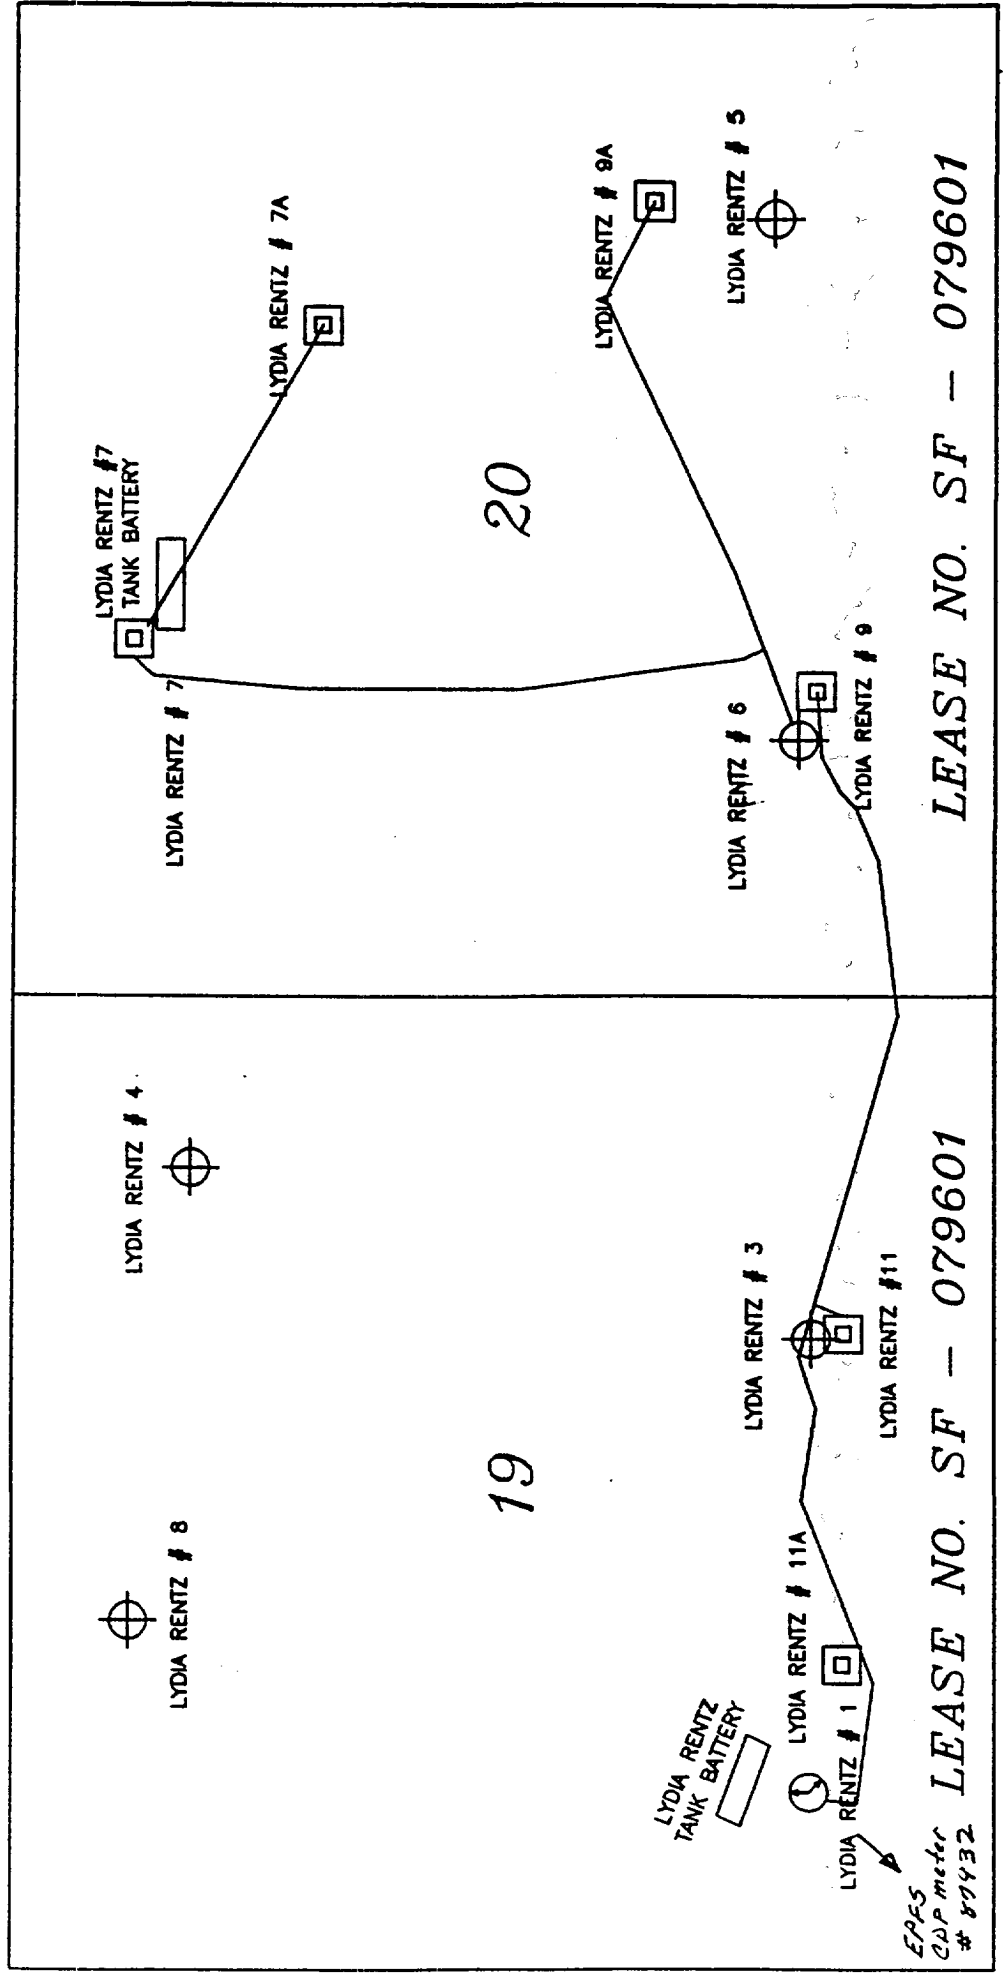 LYDIA RENTZ # 8
LYDIA RENTZ # 4
19
LYDIA RENTZ
TANK BATTERY
LYDIA RENTZ # 11A
LYDIA RENTZ # 1
LYDIA RENTZ # 3
LYDIA RENTZ #11
EPFS
CDP meter
LEASE NO. SF - 079601
LYDIA RENTZ #7
TANK BATTERY
LYDIA RENTZ # 7
LYDIA RENTZ # 7A
20
LYDIA RENTZ # 9A
LYDIA RENTZ # 5
LYDIA RENTZ # 6
LYDIA RENTZ # 9
LEASE NO. SF - 079601